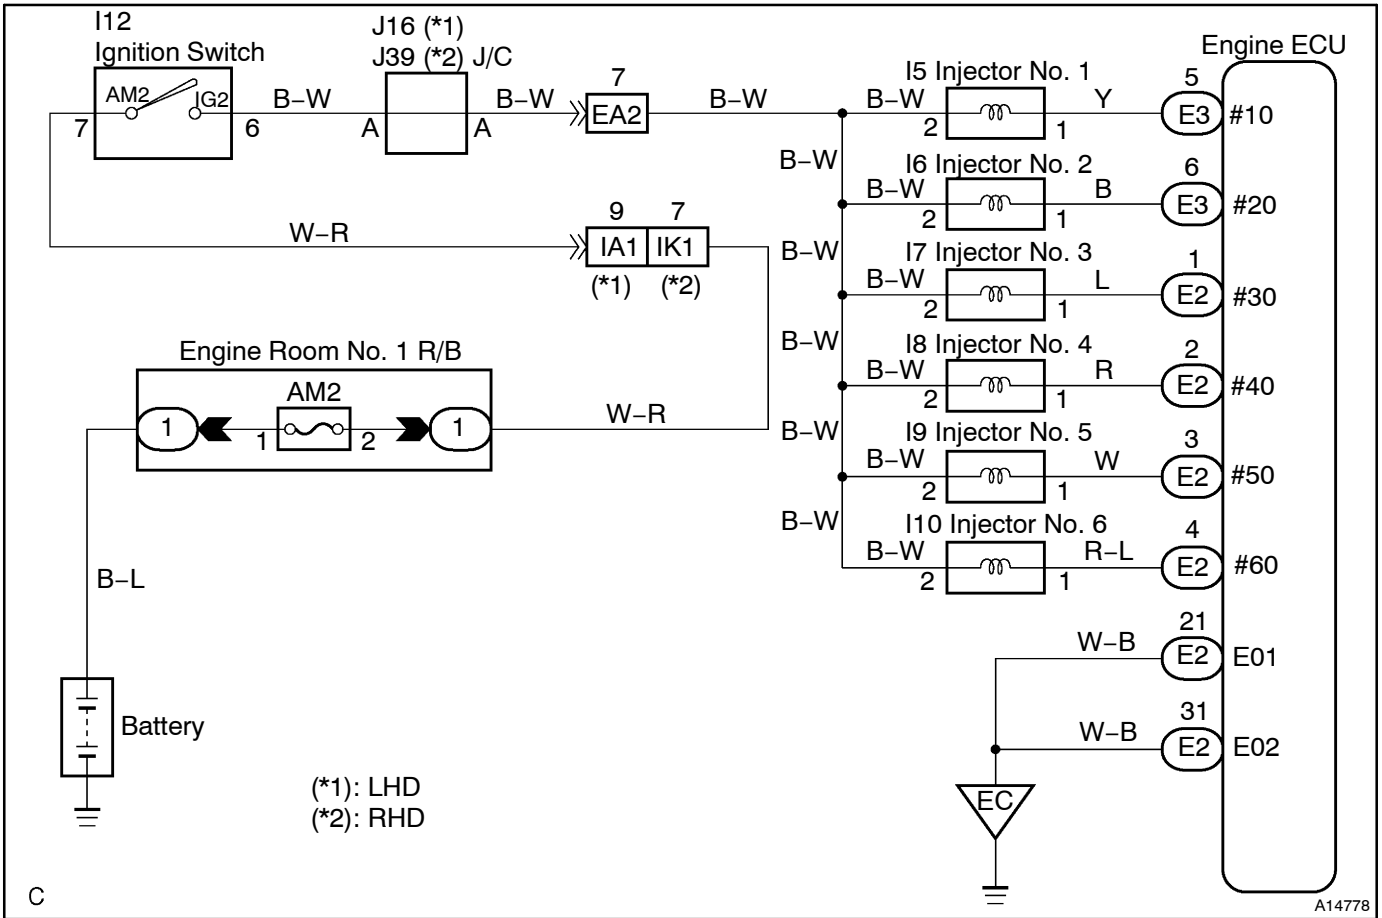 I12
Ignition Switch
AM2
IG2
7
6
B–W
J16 (*1)
J39 (*2) J/C
A
A
B–W
7
EA2
B–W
W–R
9
7
IA1
IK1
(*1)
(*2)
Engine Room No. 1 R/B
AM2
1
1
2
1
W–R
B–L
Battery
(*1): LHD
(*2): RHD
C
B–W
B–W
B–W
B–W
B–W
Engine ECU
I5 Injector No. 1
B–W
2
1
Y
5
E3
#10
I6 Injector No. 2
B–W
2
1
B
6
E3
#20
I7 Injector No. 3
B–W
2
1
L
1
E2
#30
I8 Injector No. 4
B–W
2
1
R
2
E2
#40
I9 Injector No. 5
B–W
2
1
W
3
E2
#50
I10 Injector No. 6
B–W
2
1
R–L
4
E2
#60
W–B
21
E2
E01
W–B
31
E2
E02
EC
A14778